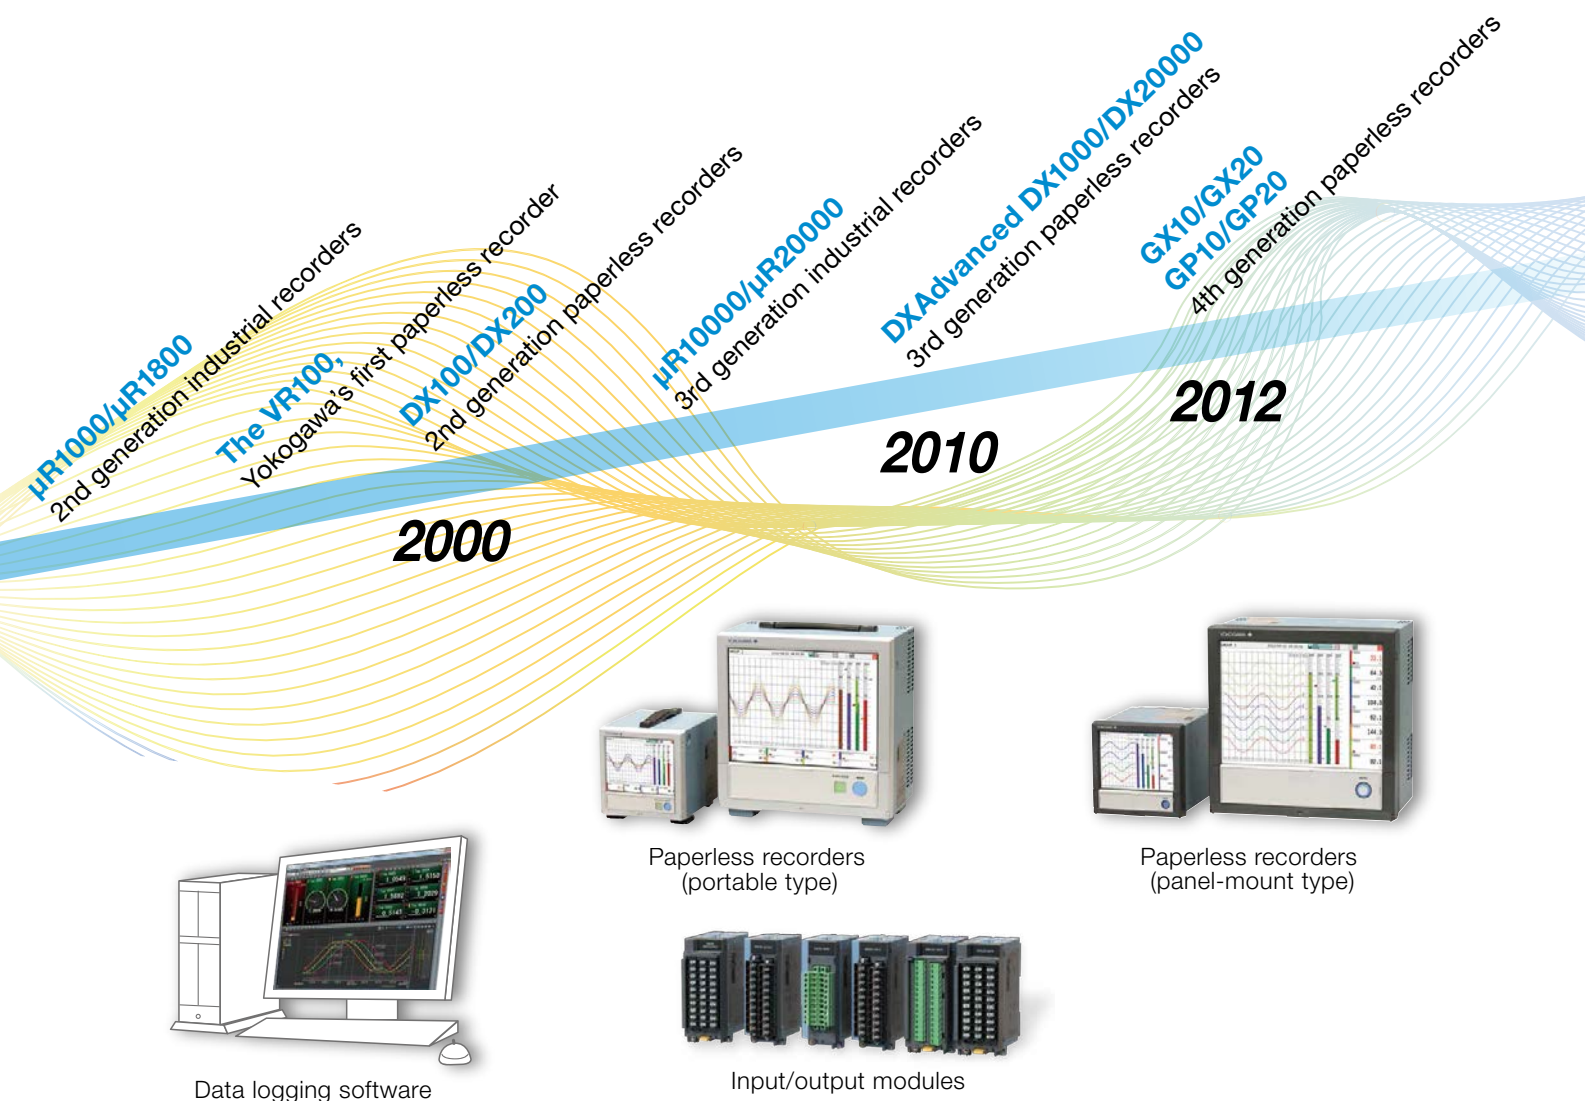 µR1000/µR1800
2nd generation industrial recorders
The VR100,
Yokogawa's first paperless recorder
DX100/DX200
2nd generation paperless recorders
µR10000/µR20000
3rd generation industrial recorders
DXAdvanced DX1000/DX20000
3rd generation paperless recorders
GX10/GX20
GP10/GP20
4th generation paperless recorders
2000
2010
2012
Paperless recorders
(portable type)
Paperless recorders
(panel-mount type)
Data logging software
Input/output modules